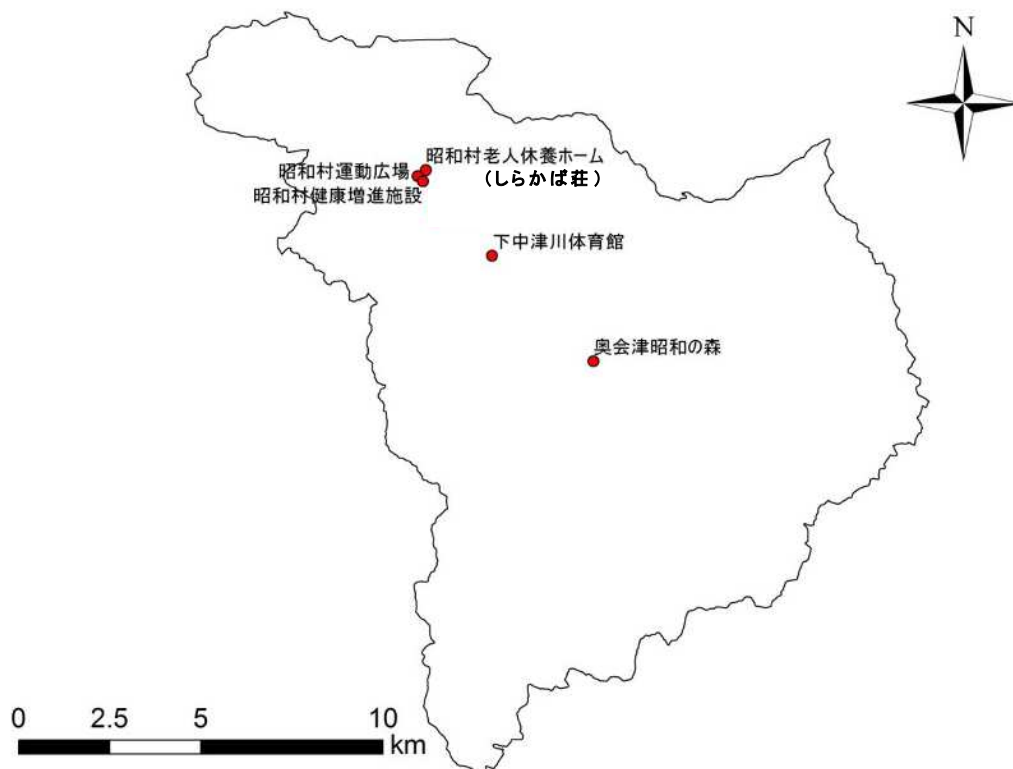 N
昭和村老人休養ホーム
(しらかば荘)
昭和村運動広場
昭和村健康増進施設
下中津川体育館
奥会津昭和の森
0 2.5 5 10
km